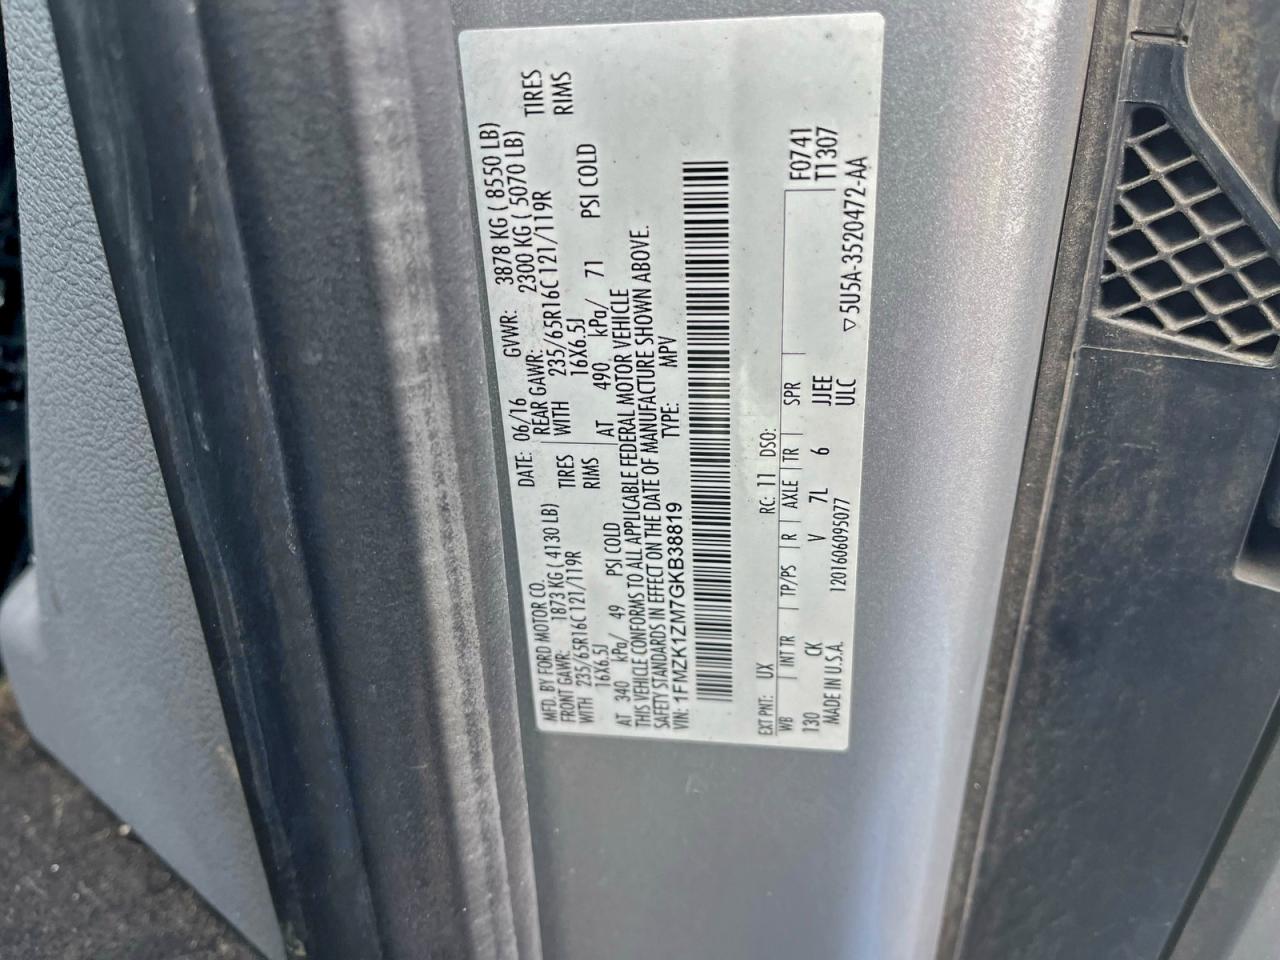 MFD. BY FORD MOTOR CO.
DATE: 06/16 GVWR: 3878 KG ( 8550 LB)
FRONT GAWR: 1873 KG ( 4130 LB)
REAR GAWR: 2300 KG ( 5070 LB)
WITH 235/65R16C 121/119R TIRES
WITH 235/65R16C 121/119R TIRES
16X6.5J RIMS
16X6.5J RIMS
AT 340 kPa/ 49 PSI COLD
AT 490 kPa/ 71 PSI COLD
THIS VEHICLE CONFORMS TO ALL APPLICABLE FEDERAL MOTOR VEHICLE
SAFETY STANDARDS IN EFFECT ON THE DATE OF MANUFACTURE SHOWN ABOVE.
VIN: 1FMZK1ZM7GKB38819 TYPE: MPV
EXT PNT: UX RC: 11 DSO:
WB INT TR TP/PS R AXLE TR SPR
F0741
130 CK V 7L 6 JJEE T1307
MADE IN U.S.A. 1201606095077 ULC
▽5U5A-3520472-AA